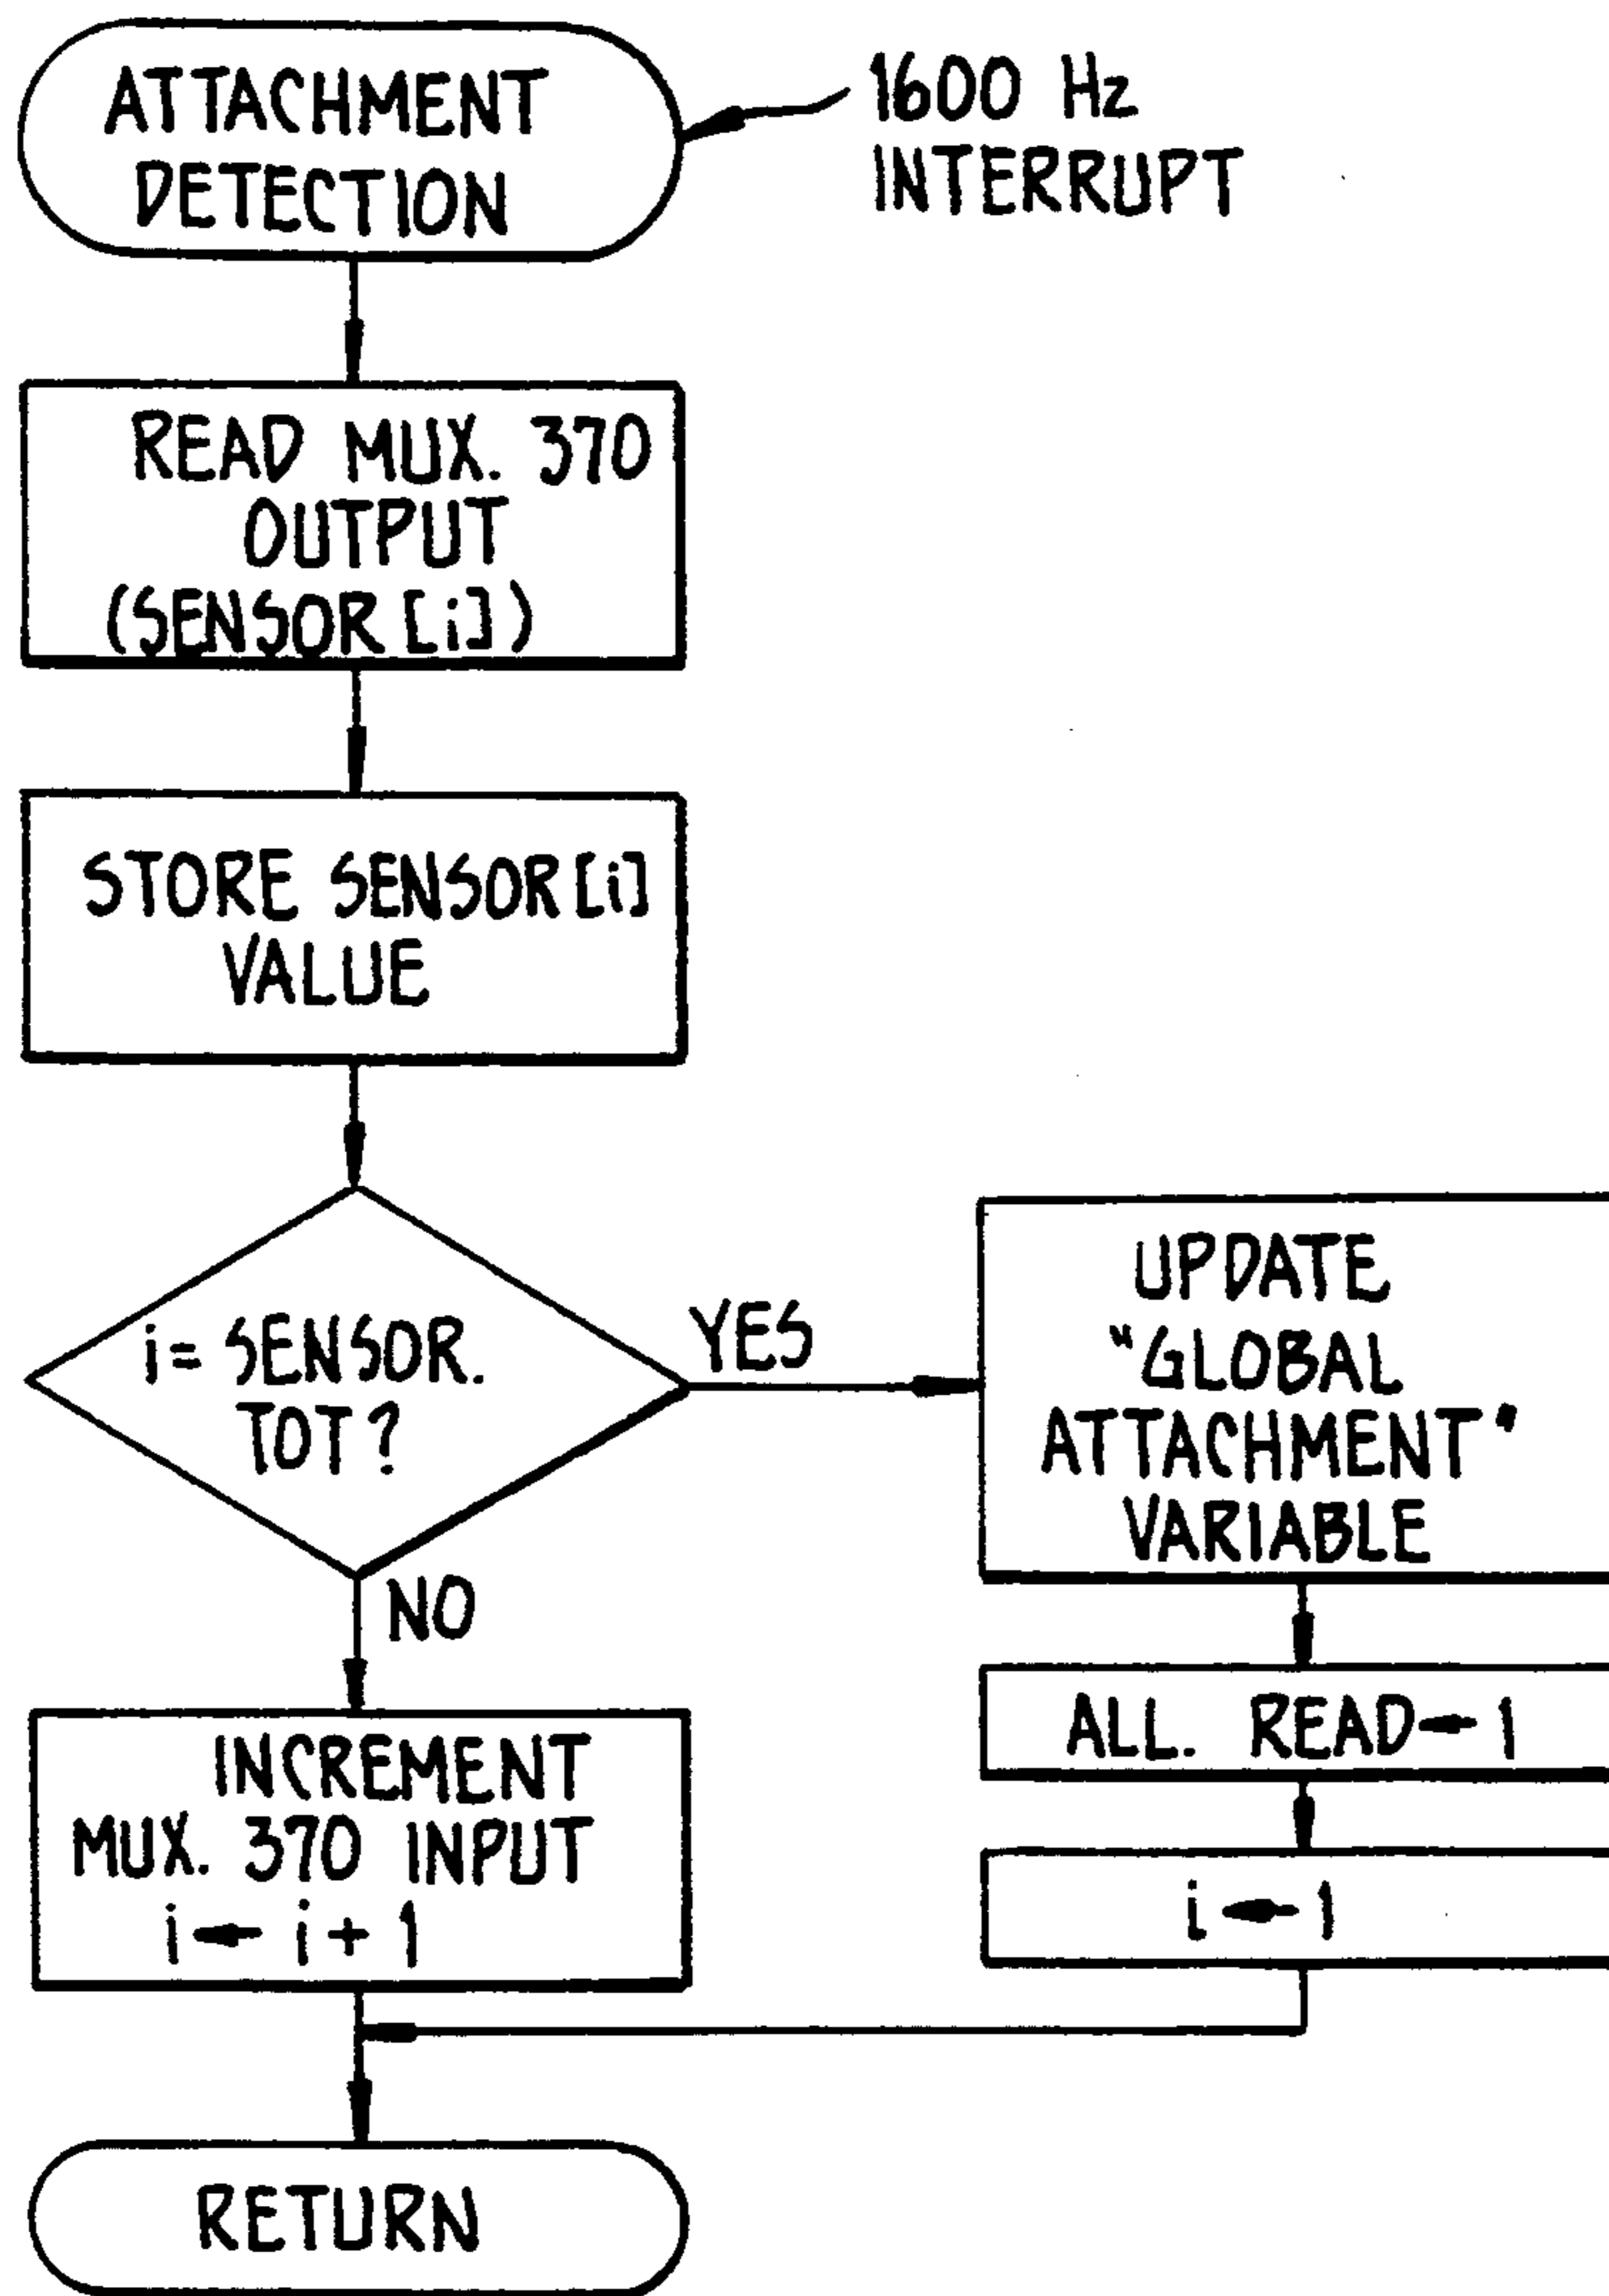 ATTACHMENT
DETECTION
1600 Hz
INTERRUPT
READ MUX. 370
OUTPUT
(SENSOR [i])
STORE SENSOR [i]
VALUE
i = SENSOR.
TOT ?
YES
UPDATE
"GLOBAL
ATTACHMENT"
VARIABLE
NO
ALL. READ ← 1
INCREMENT
MUX. 370 INPUT
i ← i + 1
i ← 1
RETURN